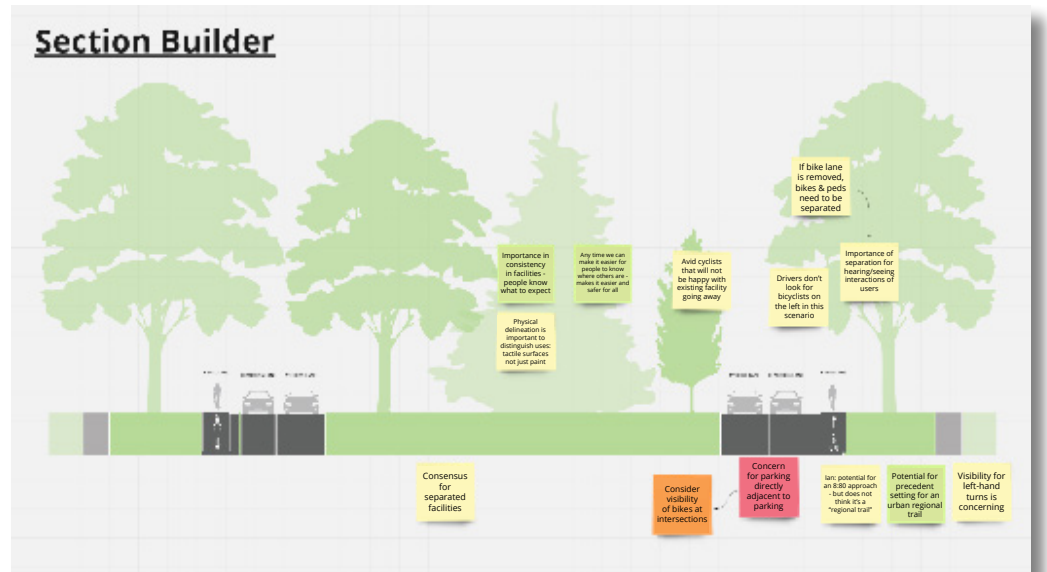 Section Builder
If bike lane
is removed,
bikes & peds
need to be
separated
Importance in
consistency
in facilities -
people know
what to expect
Any time we can
make it easier for
people to know
where others are -
makes it easier and
safer for all
Avid cyclists
that will not
be happy with
existing facility
going away
Importance of
separation for
hearing/seeing
interactions of
users
Drivers don't
look for
bicyclists on
the left in this
scenario
Physical
delineation is
important to
distinguish uses:
tactile surfaces
not just paint
Consensus
for
separated
facilities
Consider
visibility
of bikes at
intersections
Concern
for parking
directly
adjacent to
parking
Ian: potential for
an 8:80 approach
- but does not
think it's a
"regional trail"
Potential for
precedent
setting for an
urban regional
trail
Visibility for
left-hand
turns is
concerning